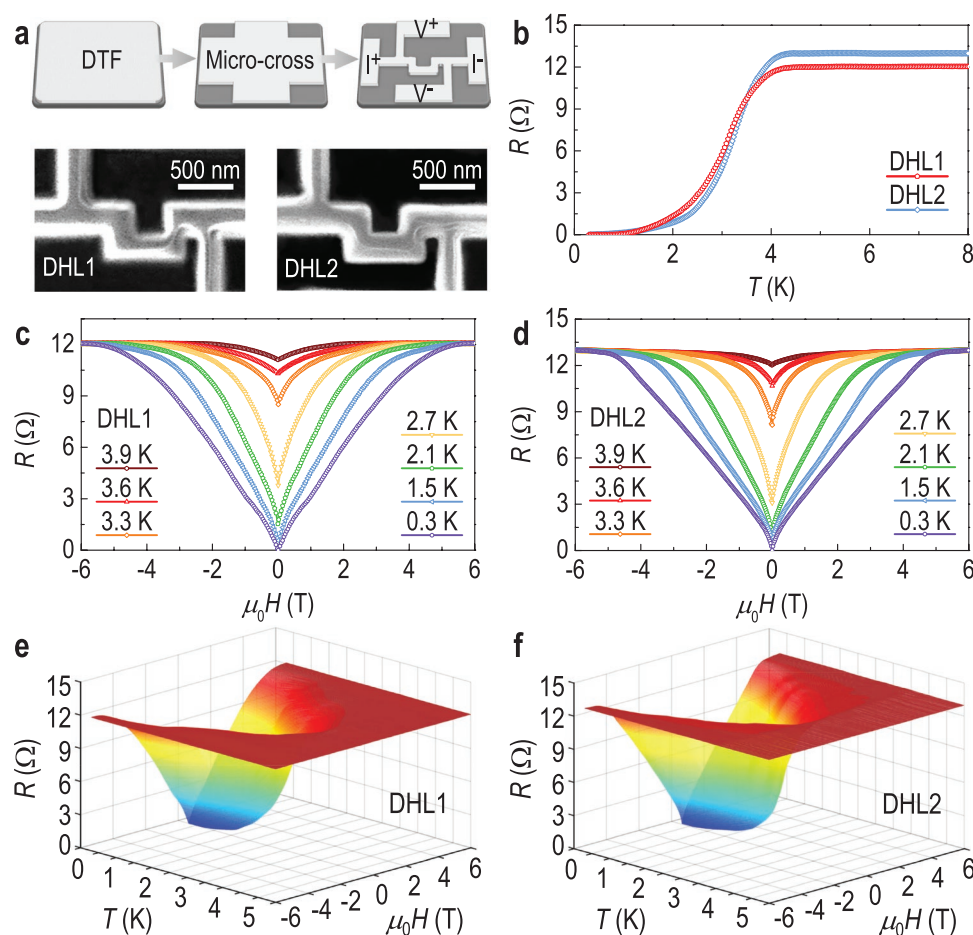 a
DTF
Micro-cross
V+
I+
I-
V-
500 nm
DHL1
500 nm
DHL2
b
R (Ω)
15
12
9
6
3
0
DHL1
DHL2
0 2 4 6 8
T (K)
c
R (Ω)
12
9
6
3
0
DHL1
3.9 K
3.6 K
3.3 K
2.7 K
2.1 K
1.5 K
0.3 K
-6 -4 -2 0 2 4 6
μ₀H (T)
d
R (Ω)
15
12
9
6
3
0
DHL2
3.9 K
3.6 K
3.3 K
2.7 K
2.1 K
1.5 K
0.3 K
-6 -4 -2 0 2 4 6
μ₀H (T)
e
R (Ω)
15
12
9
6
3
0
DHL1
0 1 2 3 4 5
T (K)
-6 -4 -2 0 2 4 6
μ₀H (T)
f
R (Ω)
15
12
9
6
3
0
DHL2
0 1 2 3 4 5
T (K)
-6 -4 -2 0 2 4 6
μ₀H (T)